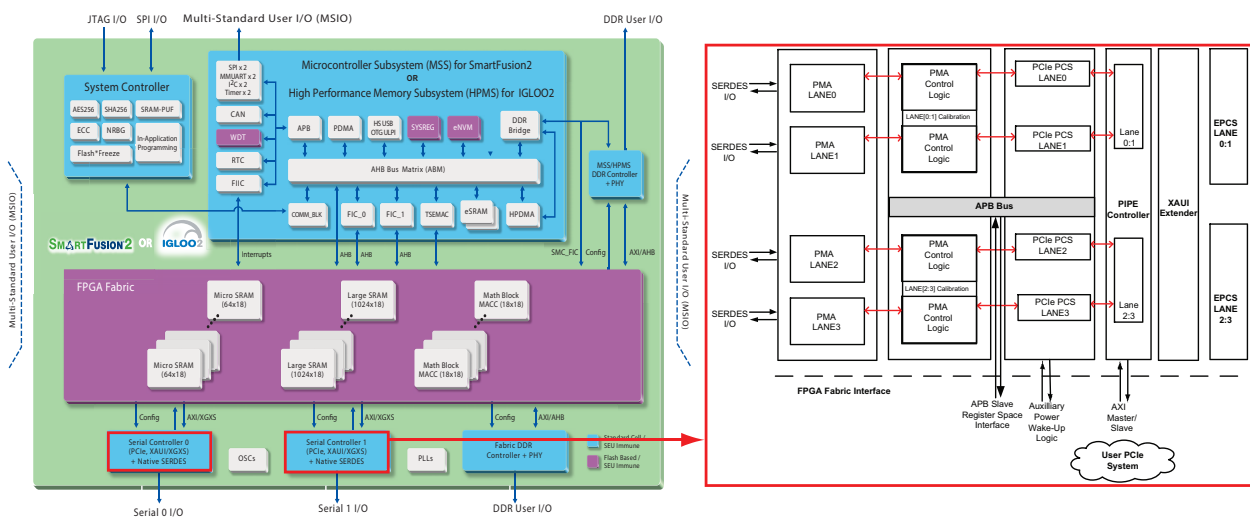 JTAG I/O
SPI I/O
Multi-Standard User I/O (MSIO)
DDR User I/O
System Controller
AES256
SHA256
SRAM-PUF
ECC
NRBG
In-Application
Programming
Flash*Freeze
SPI x 2
MMUART x 2
I²C x 2
Timer x 2
CAN
WDT
RTC
FIIC
Microcontroller Subsystem (MSS) for SmartFusion2
OR
High Performance Memory Subsystem (HPMS) for IGLOO2
APB
PDMA
HS USB
OTG ULPI
SYSREG
eNVM
DDR
Bridge
AHB Bus Matrix (ABM)
COMM_BLK
FIC_0
FIC_1
TSEMAC
eSRAM
HPDMA
MSS/HPMS
DDR Controller
+ PHY
Multi-Standard User I/O (MSIO)
Multi-Standard User I/O (MSIO)
SMARTFUSION2
OR
IGLOO2
Interrupts
AHB
AHB
AHB
SMC_FIC
Config
AXI/AHB
FPGA Fabric
Micro SRAM
(64x18)
Large SRAM
(1024x18)
Math Block
MACC (18x18)
Micro SRAM
(64x18)
Large SRAM
(1024x18)
Math Block
MACC (18x18)
Config
AXI/XGXS
Config
AXI/XGXS
Config
AXI/AHB
Serial Controller 0
(PCIe, XAUI/XGXS)
+ Native SERDES
OSCs
Serial Controller 1
(PCIe, XAUI/XGXS)
+ Native SERDES
PLLs
Fabric DDR
Controller + PHY
Standard Cell /
SEU Immune
Flash Based /
SEU Immune
Serial 0 I/O
Serial 1 I/O
DDR User I/O
SERDES
I/O
PMA
LANE0
PMA
Control
Logic
PCIe PCS
LANE0
LANE[0:1] Calibration
SERDES
I/O
PMA
LANE1
PMA
Control
Logic
PCIe PCS
LANE1
Lane
0:1
EPCS
LANE
0:1
APB Bus
PIPE
Controller
XAUI
Extender
SERDES
I/O
PMA
LANE2
PMA
Control
Logic
PCIe PCS
LANE2
LANE[2:3] Calibration
SERDES
I/O
PMA
LANE3
PMA
Control
Logic
PCIe PCS
LANE3
Lane
2:3
EPCS
LANE
2:3
FPGA Fabric Interface
APB Slave
Register Space
Interface
Auxilliary
Power
Wake-Up
Logic
AXI
Master/
Slave
User PCIe
System